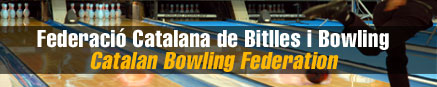 Federació Catalana de Bitlles i Bowling
Catalan Bowling Federation